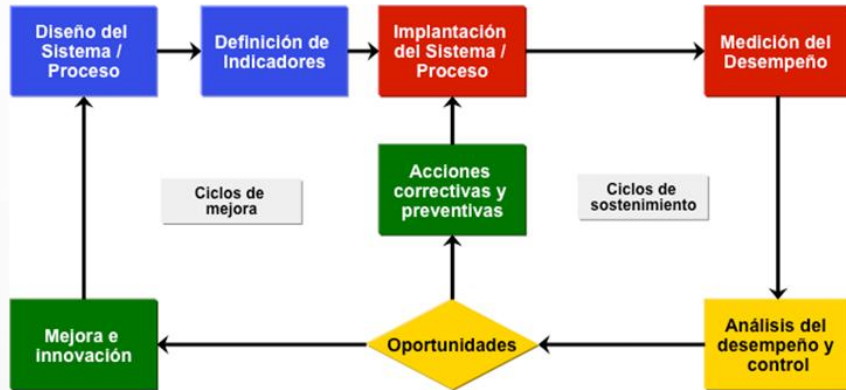 Diseño del
Sistema /
Proceso
Definición de
Indicadores
Implantación
del Sistema /
Proceso
Medición del
Desempeño
Acciones
correctivas y
preventivas
Ciclos de
mejora
Ciclos de
sostenimiento
Mejora e
innovación
Oportunidades
Análisis del
desempeño y
control